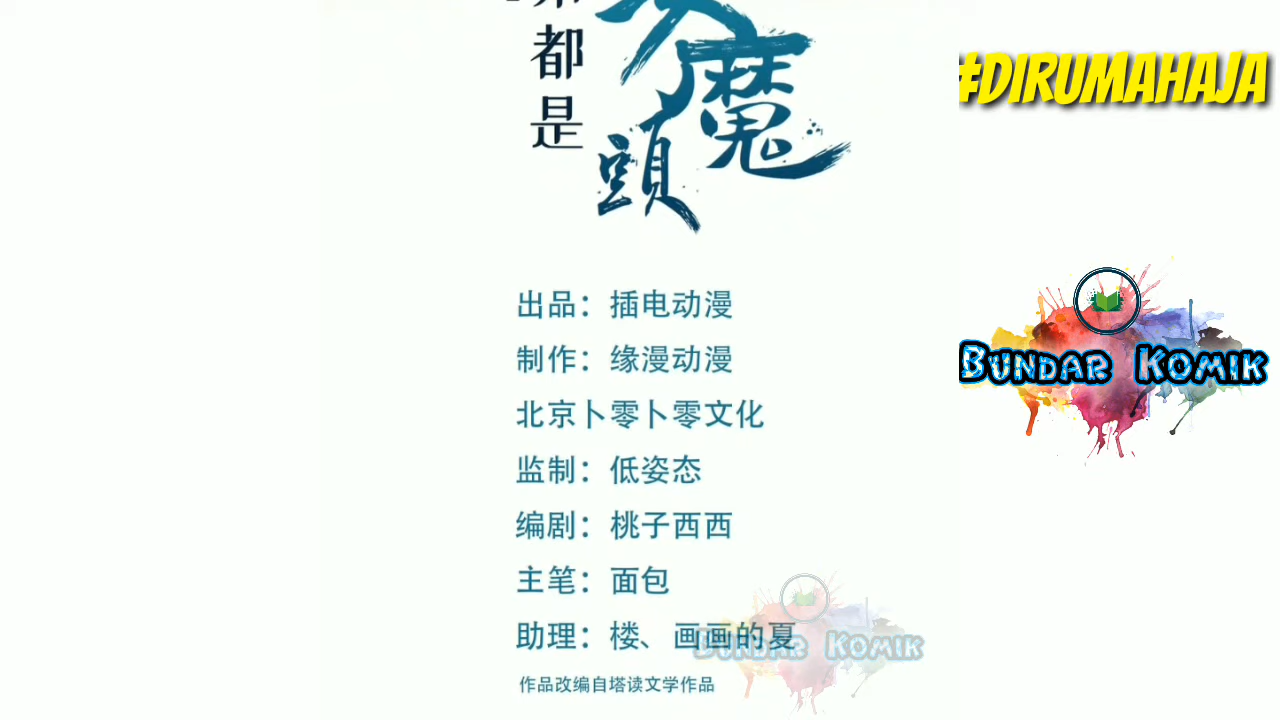 都是
魔頭
#DIRUMAHAJA
BUNDAR KOMIK
出品：插电动漫
制作：缘漫动漫
北京卜零卜零文化
监制：低姿态
编剧：桃子西西
主笔：面包
助理：楼、画画的夏
BUNDAR KOMIK
作品改编自塔读文学作品